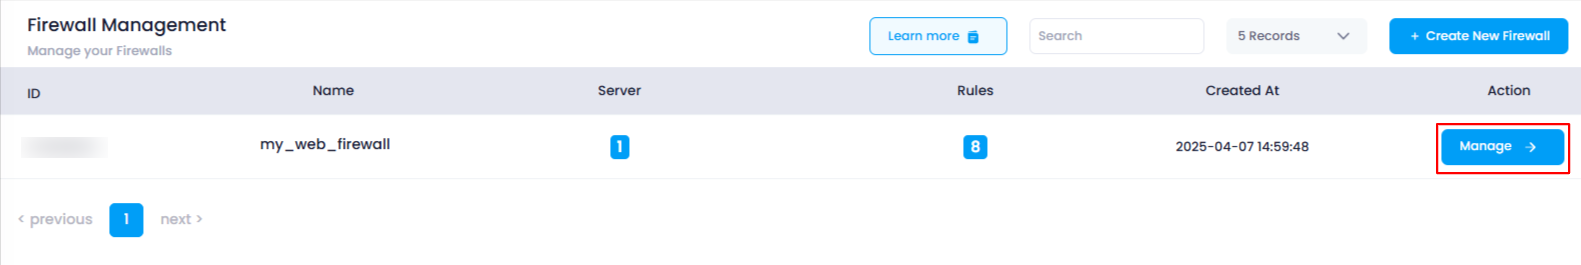 Firewall Management
Manage your Firewalls
Learn more
Search
5 Records
+ Create New Firewall
ID Name Server Rules Created At Action
my_web_firewall 1 8 2025-04-07 14:59:48 Manage →
< previous 1 next >